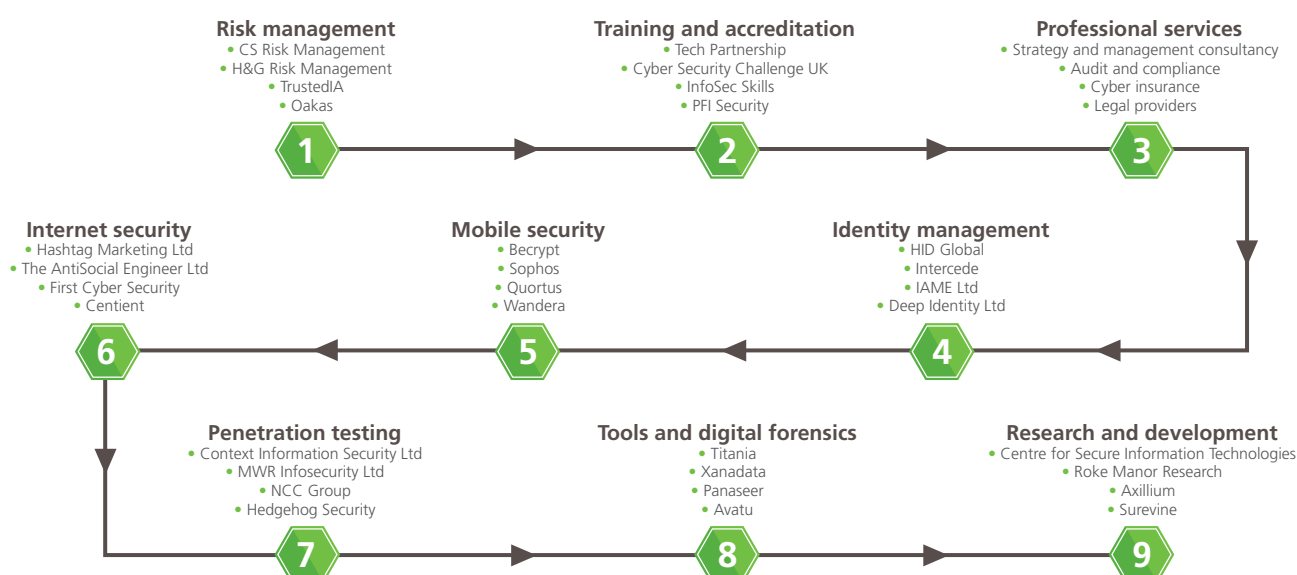 Risk management
• CS Risk Management
• H&G Risk Management
• TrustedIA
• Oakas
1
Training and accreditation
• Tech Partnership
• Cyber Security Challenge UK
• InfoSec Skills
• PFI Security
2
Professional services
• Strategy and management consultancy
• Audit and compliance
• Cyber insurance
• Legal providers
3
Identity management
• HID Global
• Intercede
• IAME Ltd
• Deep Identity Ltd
4
Mobile security
• Becrypt
• Sophos
• Quortus
• Wandera
5
Internet security
• Hashtag Marketing Ltd
• The AntiSocial Engineer Ltd
• First Cyber Security
• Centient
6
Penetration testing
• Context Information Security Ltd
• MWR Infosecurity Ltd
• NCC Group
• Hedgehog Security
7
Tools and digital forensics
• Titania
• Xanadata
• Panaseer
• Avatu
8
Research and development
• Centre for Secure Information Technologies
• Roke Manor Research
• Axillium
• Surevine
9